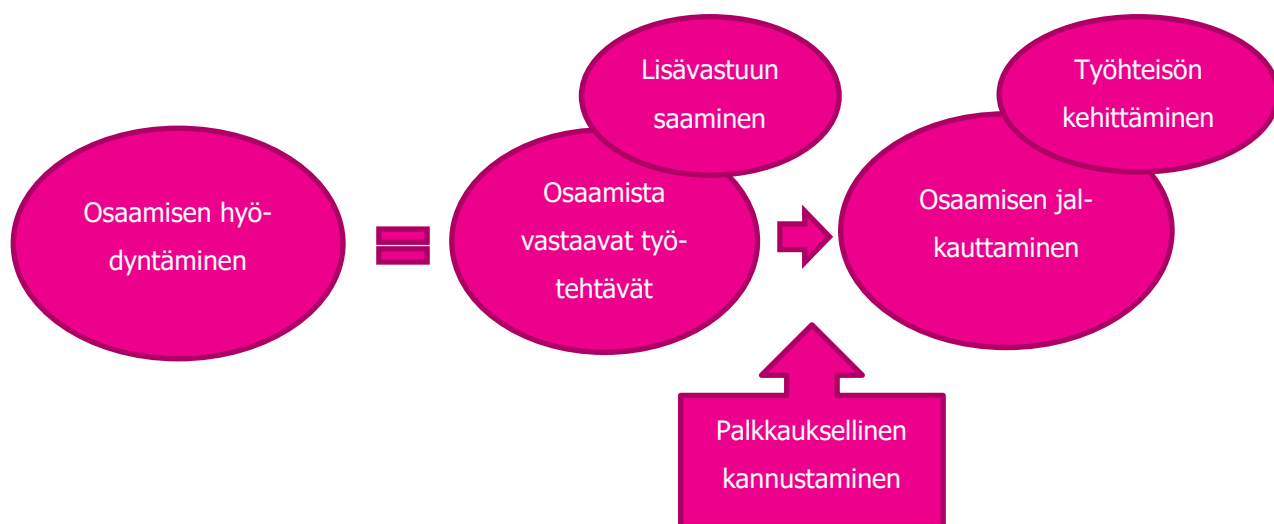 Osaamisen hyö-
dyntäminen
Lisävastuun
saaminen
Osaamista
vastaavat työ-
tehtävät
Työhteisön
kehittäminen
Osaamisen jal-
kauttaminen
Palkkauksellinen
kannustaminen